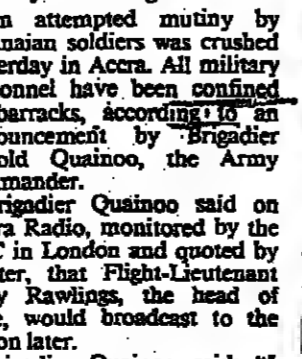 n attempted mutiny by
naian soldiers was crushed
erday in Accra. All military
onnel have been confined
barracks, according to an
ouncement by Brigadier
old Quainoo, the Army
mander.
rigadier Quainoo said on
ra Radio, monitored by the
C in London and quoted by
ter, that Flight-Lieutenant
y Rawlings, the head of
e, would broadcast to the
on later.